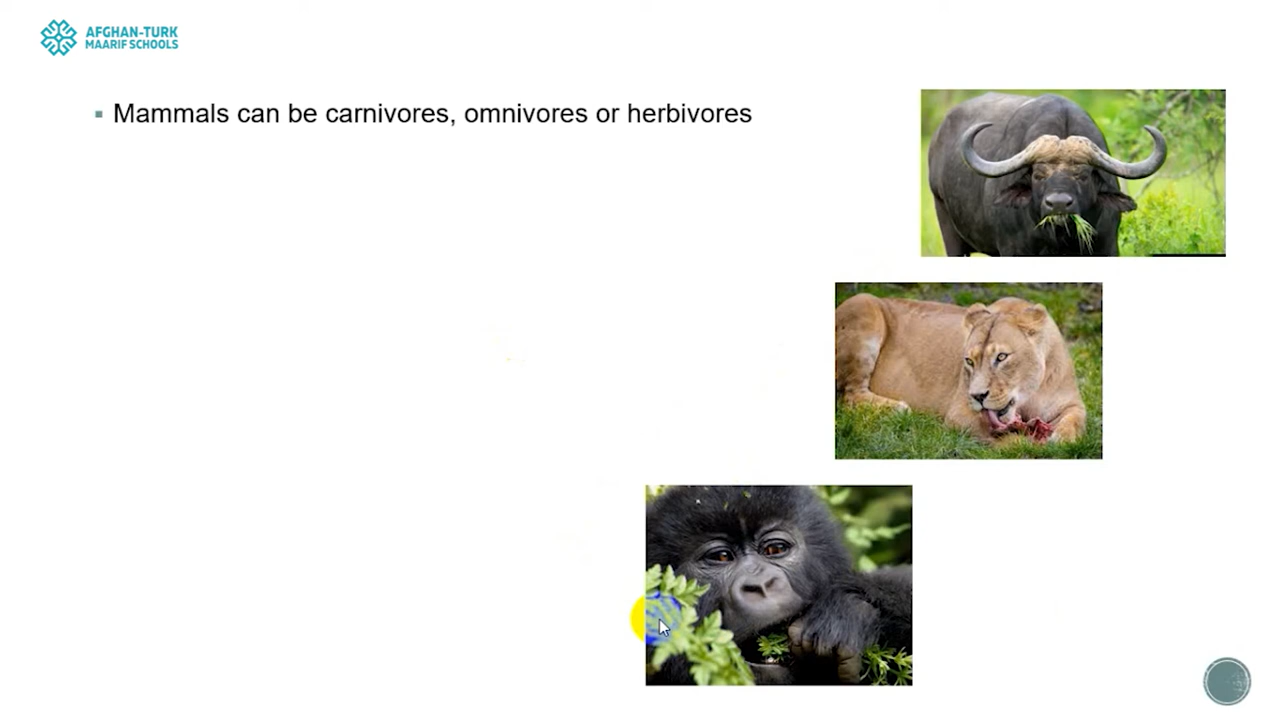 AFGHAN-TURK
MAARIF SCHOOLS
Mammals can be carnivores, omnivores or herbivores